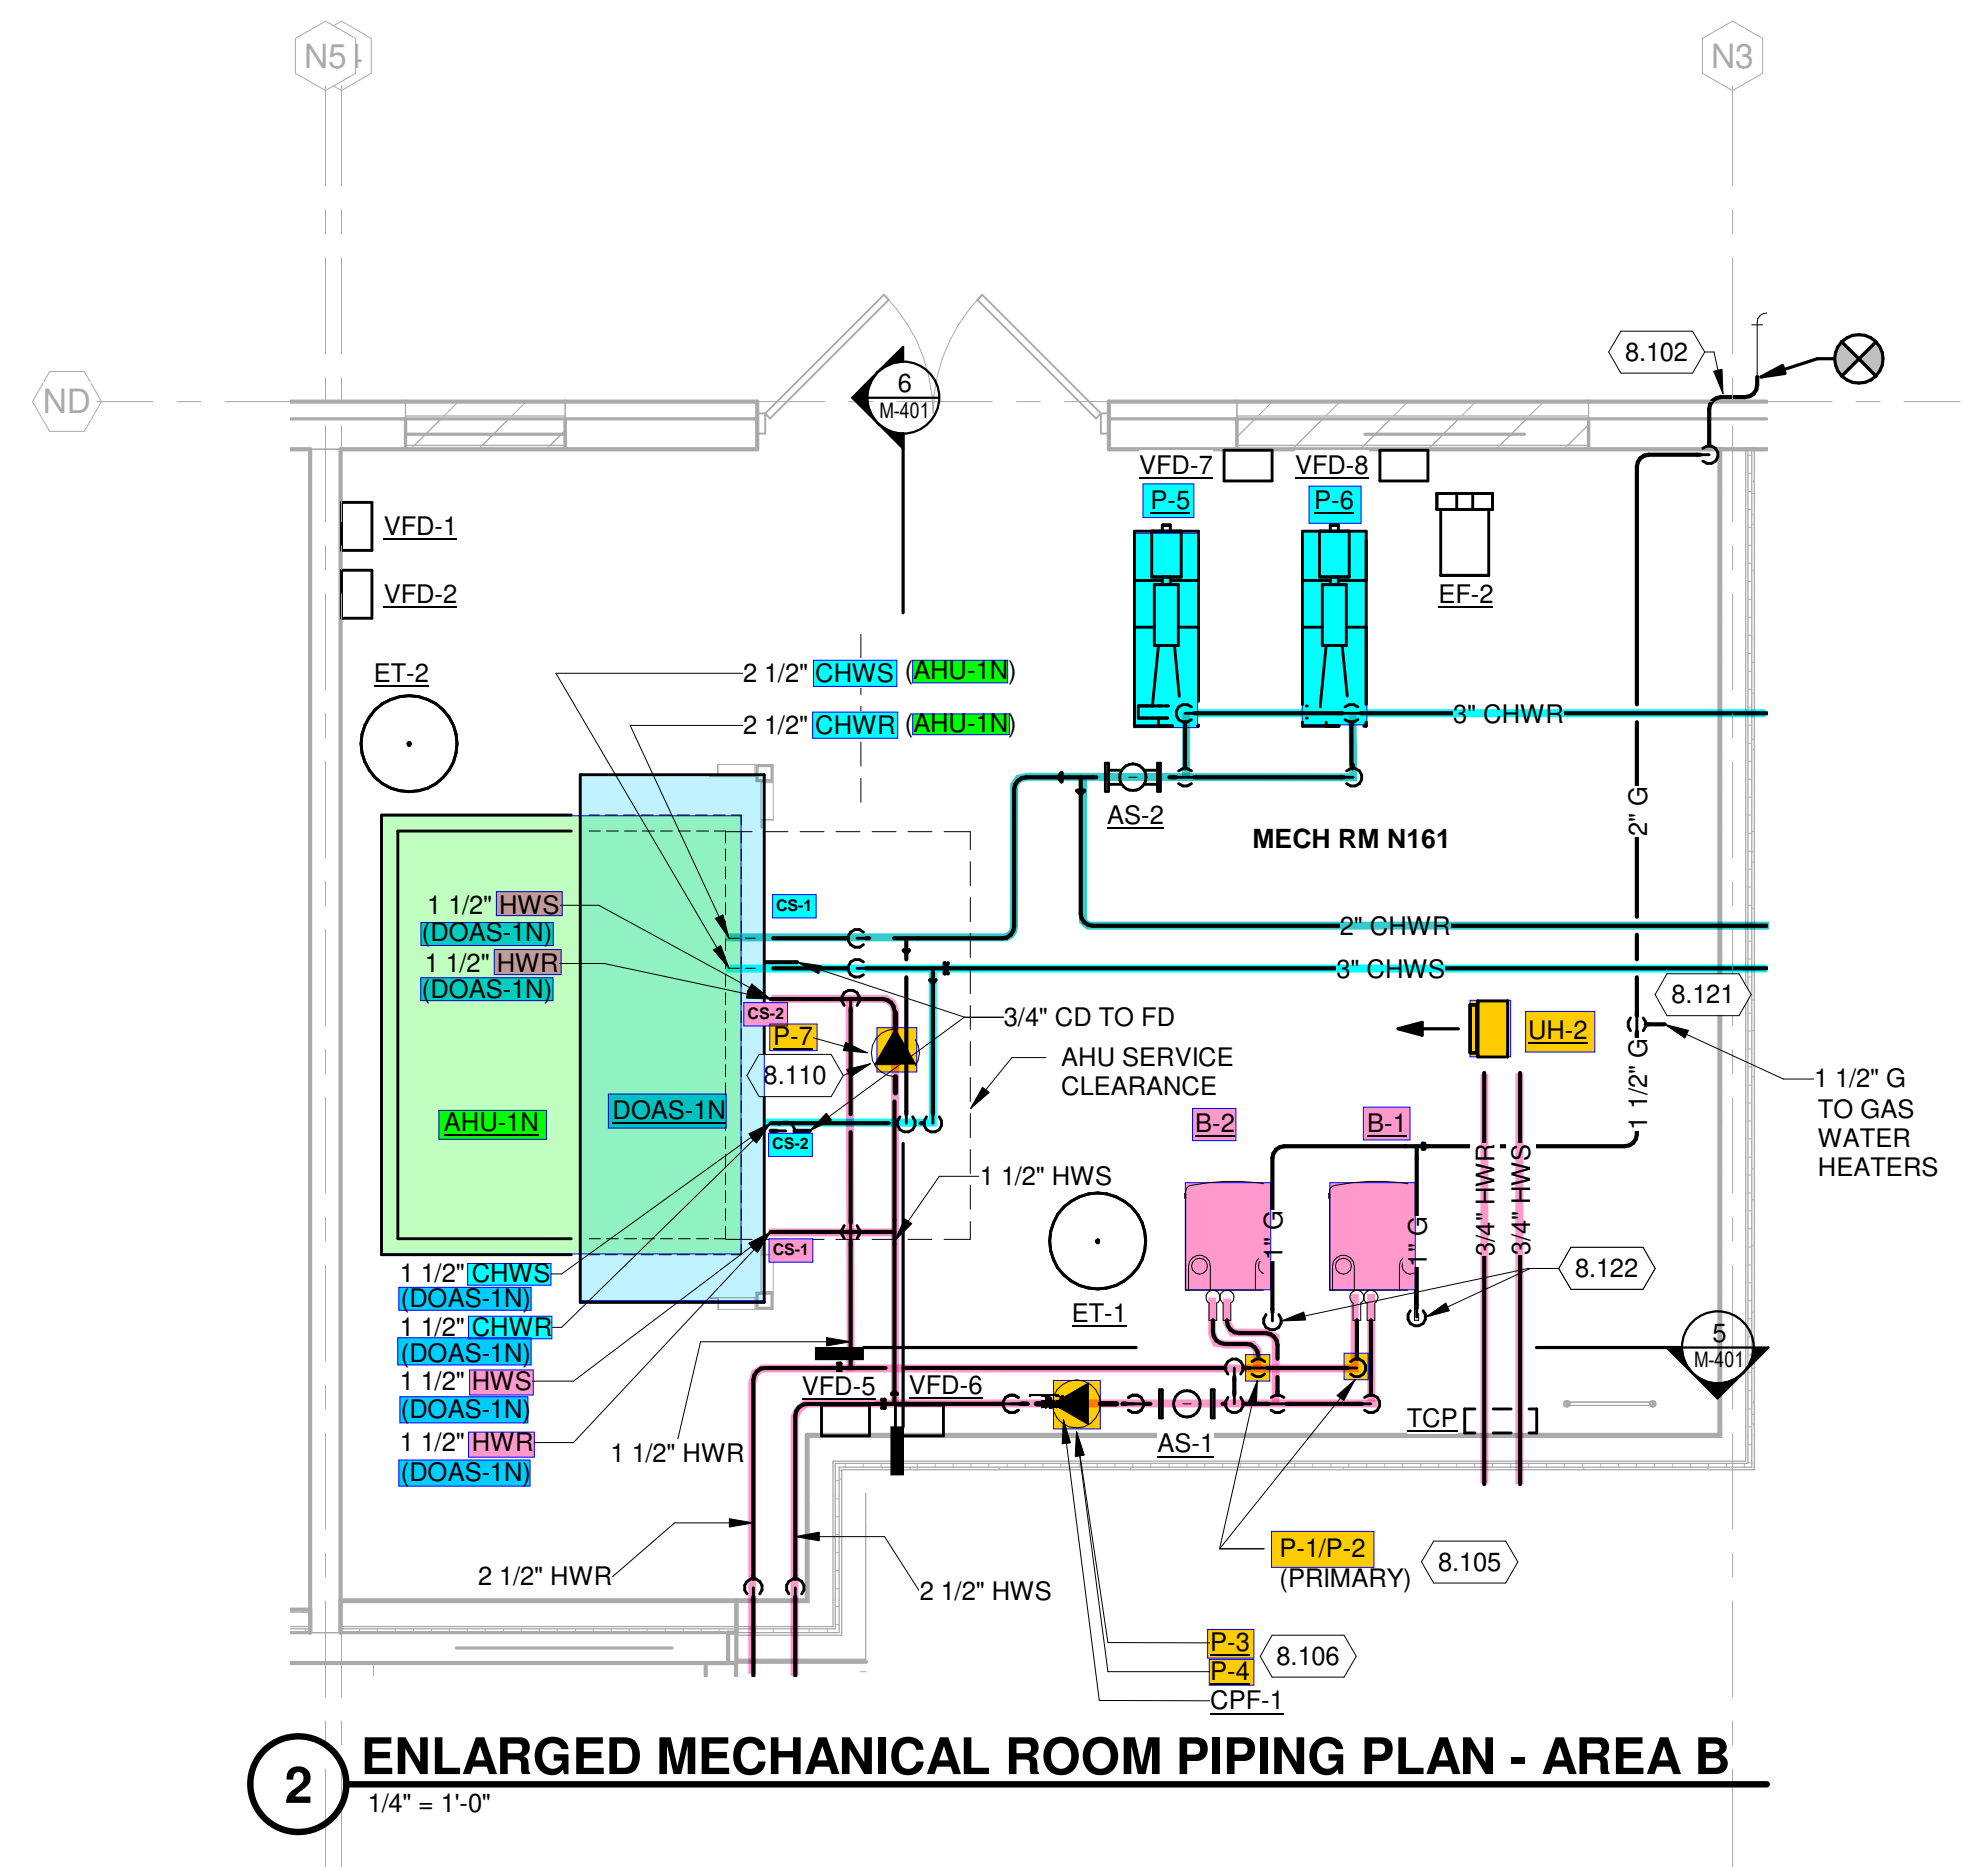 N5
N3
ND
6
M-401
8.102
VFD-7
VFD-8
P-5
P-6
VFD-1
VFD-2
EF-2
ET-2
2 1/2" CHWS (AHU-1N)
2 1/2" CHWR (AHU-1N)
3" CHWR
2" G
AS-2
MECH RM N161
1 1/2" HWS
(DOAS-1N)
1 1/2" HWR
(DOAS-1N)
CS-1
2" CHWR
3" CHWS
8.121
CS-2
P-7
8.110
3/4" CD TO FD
AHU SERVICE
CLEARANCE
UH-2
1 1/2" G
1 1/2" G
TO GAS
WATER
HEATERS
AHU-1N
DOAS-1N
CS-2
B-2
B-1
1 1/2" HWS
3/4" HWR
3/4" HWS
1" G
1" G
CS-1
8.122
ET-1
1 1/2" CHWS
(DOAS-1N)
1 1/2" CHWR
(DOAS-1N)
1 1/2" HWS
(DOAS-1N)
1 1/2" HWR
(DOAS-1N)
5
M-401
VFD-5
VFD-6
TCP
AS-1
1 1/2" HWR
2 1/2" HWR
2 1/2" HWS
P-1/P-2
(PRIMARY)
8.105
P-3
P-4
8.106
CPF-1
2
ENLARGED MECHANICAL ROOM PIPING PLAN - AREA B
1/4" = 1'-0"